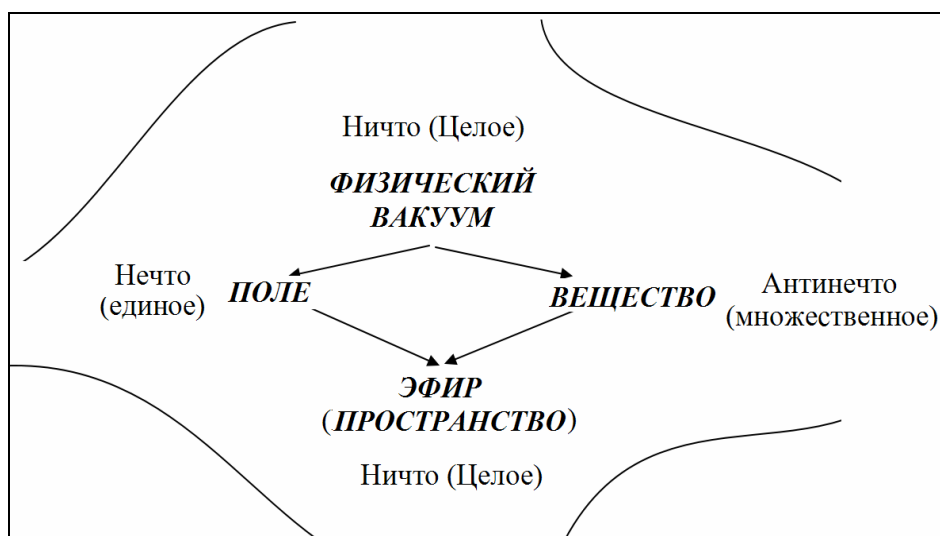 Ничто (Целое)
ФИЗИЧЕСКИЙ
ВАКУУМ
Нечто
(единое)
ПОЛЕ
ВЕЩЕСТВО
Антинечто
(множественное)
ЭФИР
(ПРОСТРАНСТВО)
Ничто (Целое)